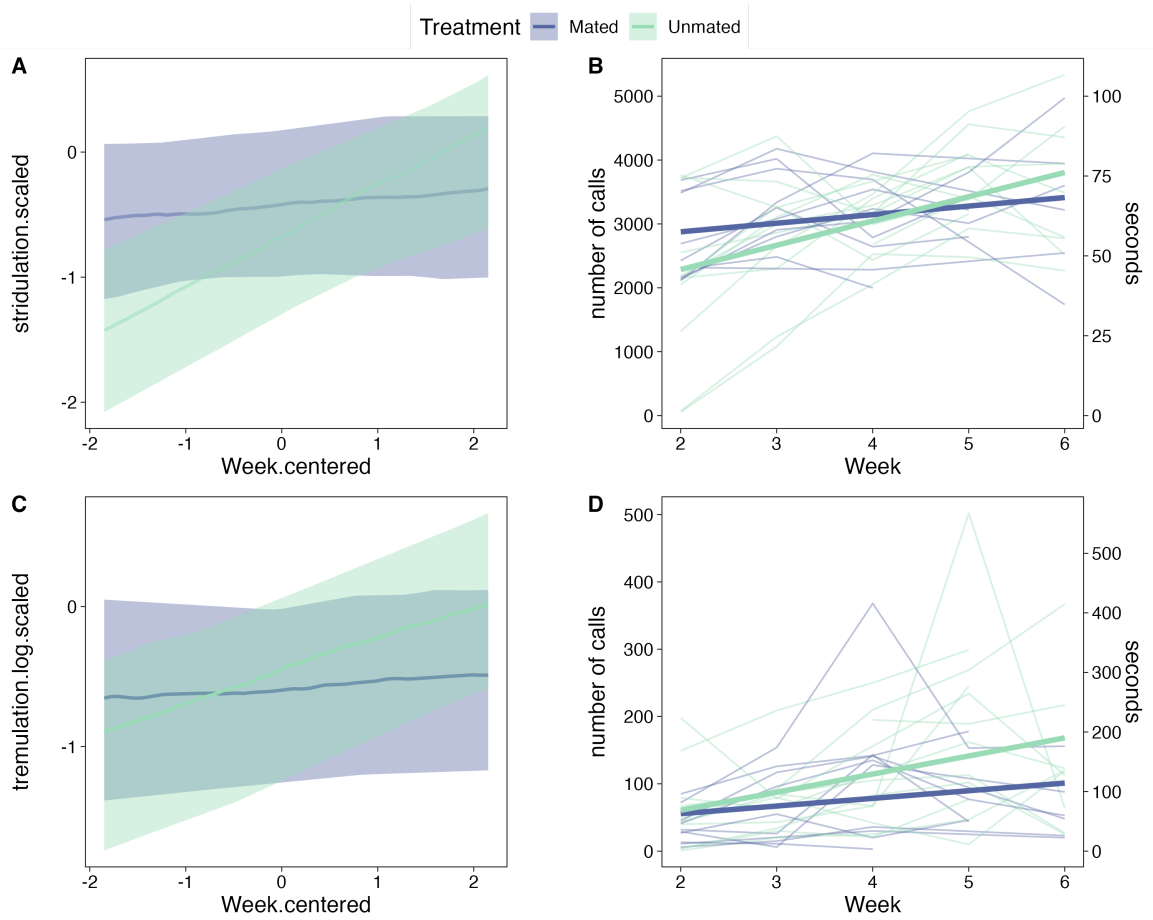 Treatment Mated Unmated
A
stridulation.scaled
0
-1
-2
-2 -1 0 1 2
Week.centered
B
number of calls
5000
4000
3000
2000
1000
0
100
75
50
25
0
seconds
2 3 4 5 6
Week
C
tremulation.log.scaled
0
-1
-2 -1 0 1 2
Week.centered
D
number of calls
500
400
300
200
100
0
500
400
300
200
100
0
seconds
2 3 4 5 6
Week